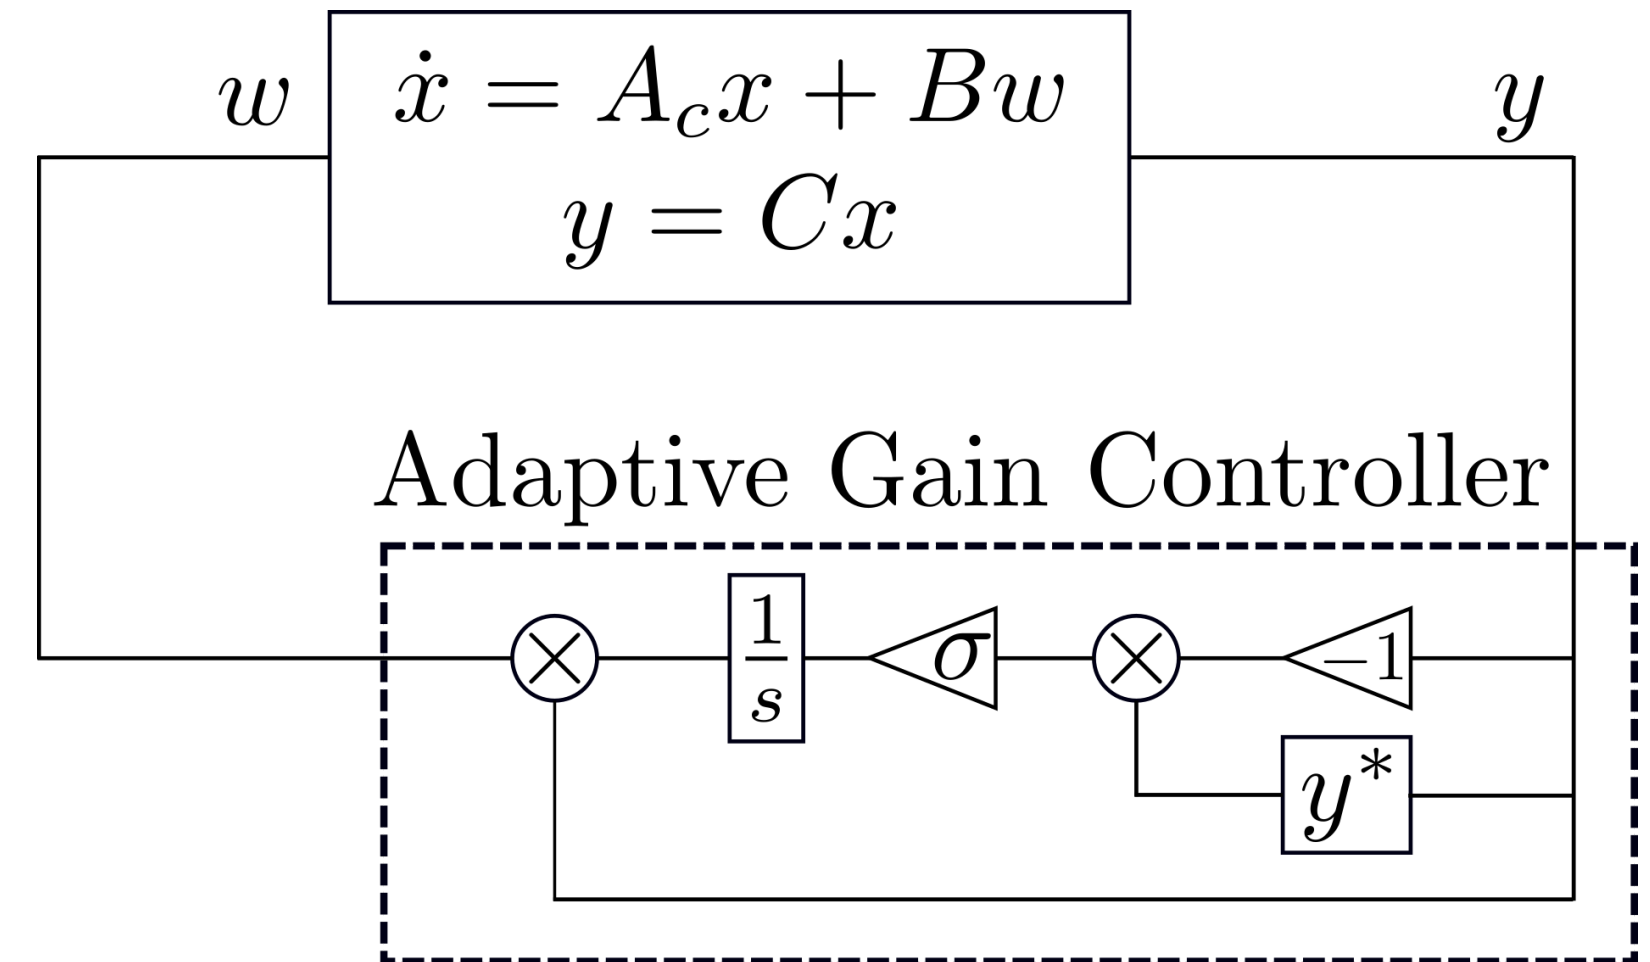 w
ẋ = A_c x + Bw
y
y = Cx
Adaptive Gain Controller
1/s
σ
−1
y*